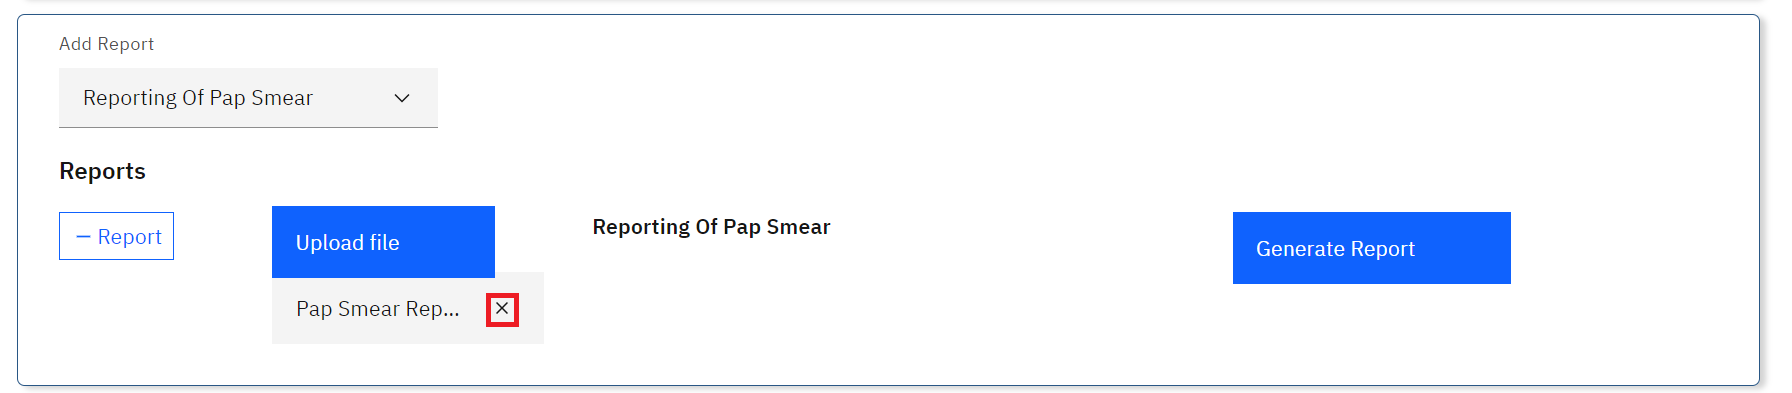 Add Report
Reporting Of Pap Smear
Reports
— Report
Upload file
Reporting Of Pap Smear
Generate Report
Pap Smear Rep...